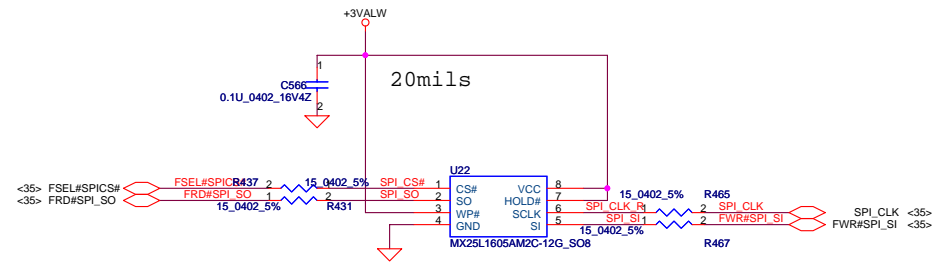 +3VALW
1
C566
0.1U_0402_16V4Z
2
20mils
U22
<35> FSEL#SPICS#
FSEL#SPICS#
R437
2
15_0402_5%
1
SPI_CS#
1
CS#
VCC
8
<35> FRD#SPI_SO
FRD#SPI_SO
1
15_0402_5%
2
R431
SPI_SO
2
SO
HOLD#
7
3
WP#
SCLK
6
SPI_CLK_R
1
15_0402_5%
2
R465
SPI_CLK
SPI_CLK <35>
4
GND
SI
5
SPI_SI
1
15_0402_5%
2
R467
FWR#SPI_SI
FWR#SPI_SI <35>
MX25L1605AM2C-12G_SO8